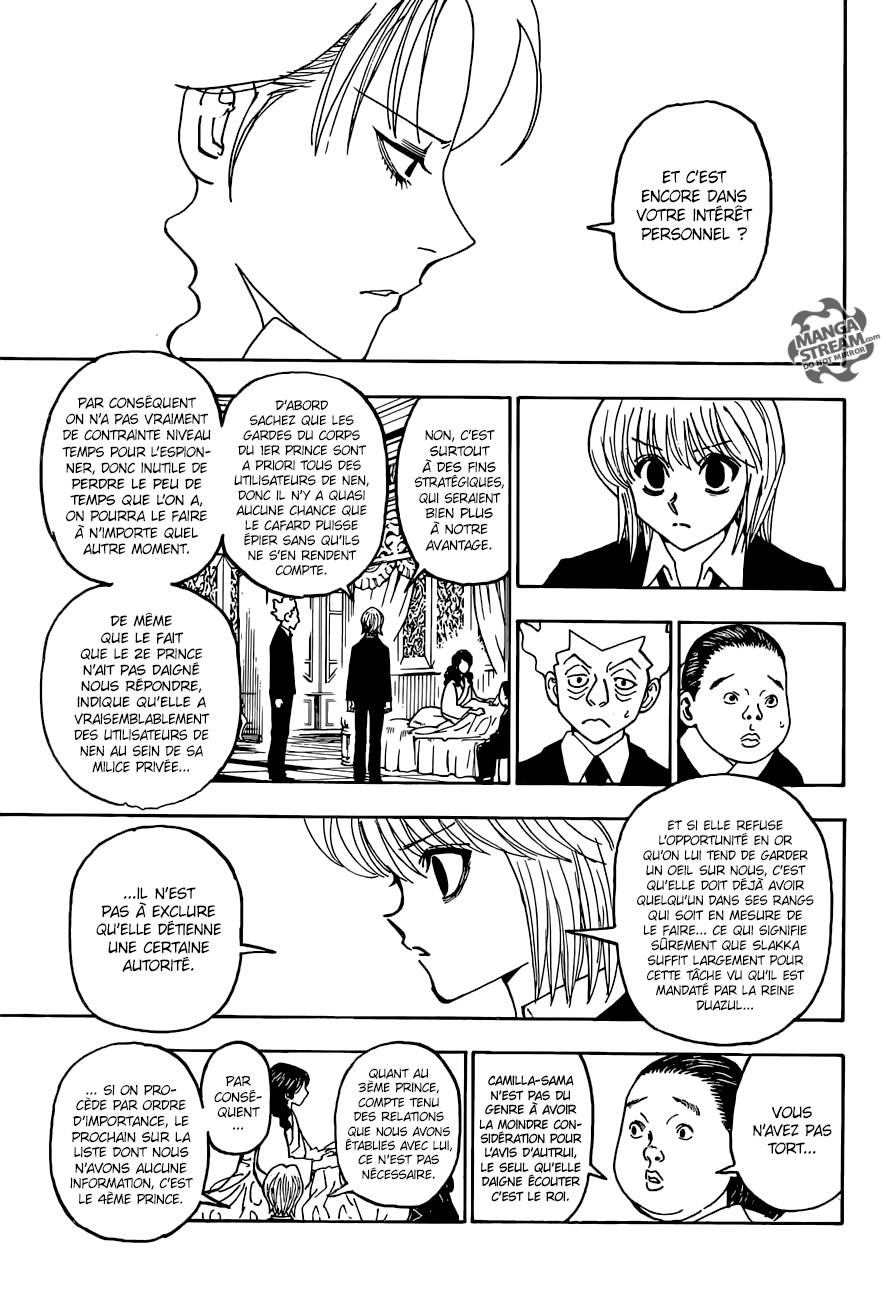 ET C'EST
ENCORE DANS
VOTRE INTÉRÊT
PERSONNEL ?
MANGA
STREAM.com
DO NOT MIRROR
NON, C'EST
SURTOUT
À DES FINS
STRATÉGIQUES,
QUI SERAIENT
BIEN PLUS
À NOTRE
AVANTAGE.
D'ABORD
SACHEZ QUE LES
GARDES DU CORPS
DU 1ER PRINCE SONT
A PRIORI TOUS DES
UTILISATEURS DE NEN,
DONC IL N'Y A QUASI
AUCUNE CHANCE QUE
LE CAFARD PUISSE
ÉPIER SANS QU'ILS
NE S'EN RENDENT
COMPTE.
PAR CONSÉQUENT
ON N'A PAS VRAIMENT
DE CONTRAINTE NIVEAU
TEMPS POUR L'ESPION-
NER, DONC INUTILE DE
PERDRE LE PEU DE
TEMPS QUE L'ON A,
ON POURRA LE FAIRE
À N'IMPORTE QUEL
AUTRE MOMENT.
DE MÊME
QUE LE FAIT
QUE LE 2E PRINCE
N'AIT PAS DAIGNÉ
NOUS RÉPONDRE,
INDIQUE QU'ELLE A
VRAISEMBLABLEMENT
DES UTILISATEURS DE
NEN AU SEIN DE SA
MILICE PRIVÉE...
ET SI ELLE REFUSE
L'OPPORTUNITÉ EN OR
QU'ON LUI TEND DE GARDER
UN OEIL SUR NOUS, C'EST
QU'ELLE DOIT DÉJÀ AVOIR
QUELQU'UN DANS SES RANGS
QUI SOIT EN MESURE DE
LE FAIRE... CE QUI SIGNIFIE
SÛREMENT QUE SLAKKA
SUFFIT LARGEMENT POUR
CETTE TÂCHE VU QU'IL EST
MANDATÉ PAR LA REINE
DUAZUL...
...IL N'EST
PAS À EXCLURE
QU'ELLE DÉTIENNE
UNE CERTAINE
AUTORITÉ.
VOUS
N'AVEZ PAS
TORT...
CAMILLA-SAMA
N'EST PAS DU
GENRE À AVOIR
LA MOINDRE CON-
SIDÉRATION POUR
L'AVIS D'AUTRUI,
LE SEUL QU'ELLE
DAIGNE ÉCOUTER
C'EST LE ROI.
QUANT AU
3ÈME PRINCE,
COMPTE TENU
DES RELATIONS
QUE NOUS AVONS
ÉTABLIES AVEC LUI,
CE N'EST PAS
NÉCESSAIRE.
PAR
CONSÉ-
QUENT
...
... SI ON PRO-
CÈDE PAR ORDRE
D'IMPORTANCE, LE
PROCHAIN SUR LA
LISTE DONT NOUS
N'AVONS AUCUNE
INFORMATION, C'EST
LE 4ÈME PRINCE.